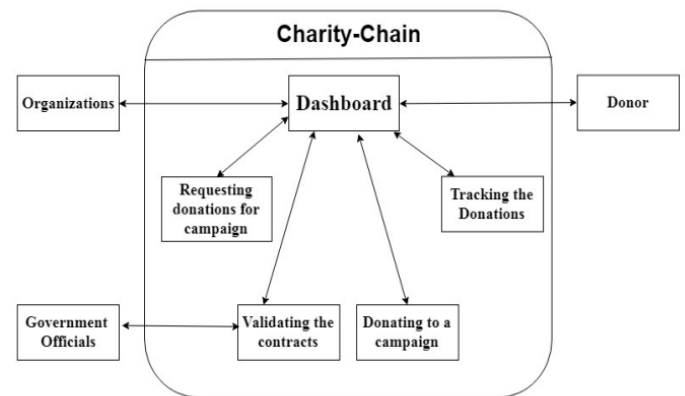 Charity-Chain
Organizations
Dashboard
Donor
Requesting
donations for
campaign
Tracking the
Donations
Government
Officials
Validating the
contracts
Donating to a
campaign